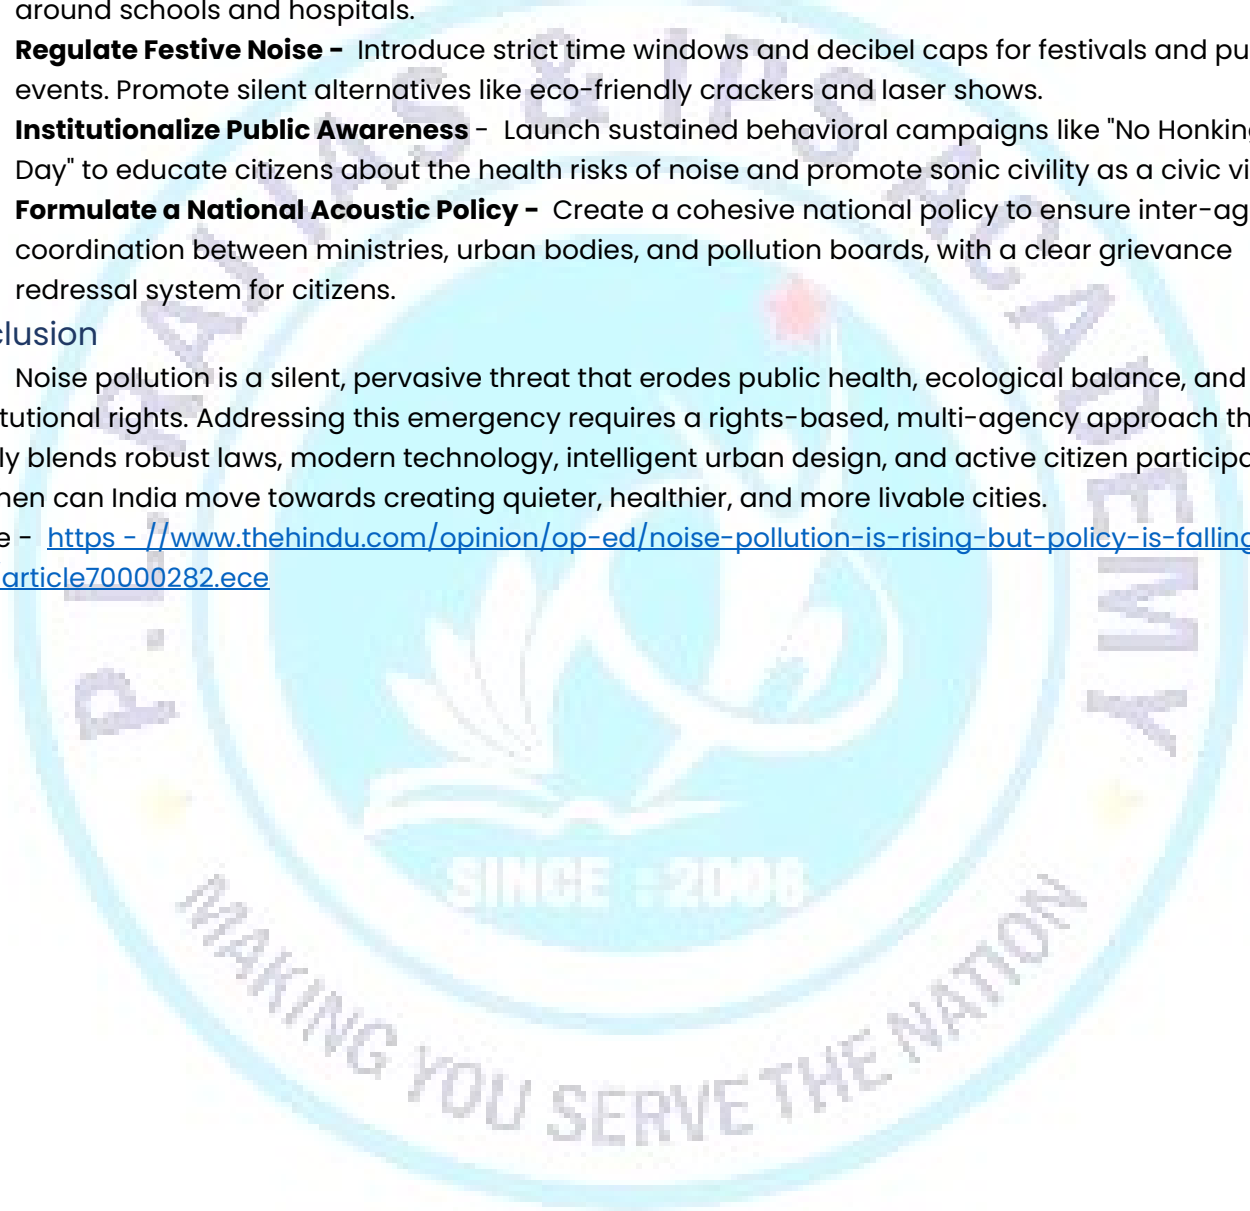 around schools and hospitals.
Regulate Festive Noise - Introduce strict time windows and decibel caps for festivals and pu
events. Promote silent alternatives like eco-friendly crackers and laser shows.
Institutionalize Public Awareness - Launch sustained behavioral campaigns like "No Honking
Day" to educate citizens about the health risks of noise and promote sonic civility as a civic vi
Formulate a National Acoustic Policy - Create a cohesive national policy to ensure inter-ag
coordination between ministries, urban bodies, and pollution boards, with a clear grievance
redressal system for citizens.
clusion
Noise pollution is a silent, pervasive threat that erodes public health, ecological balance, and
tutional rights. Addressing this emergency requires a rights-based, multi-agency approach th
ly blends robust laws, modern technology, intelligent urban design, and active citizen participa
hen can India move towards creating quieter, healthier, and more livable cities.
e - https - //www.thehindu.com/opinion/op-ed/noise-pollution-is-rising-but-policy-is-falling
article70000282.ece
P.L. RAJ IAS & IPS ACADEMY
SINCE : 2008
MAKING YOU SERVE THE NATION